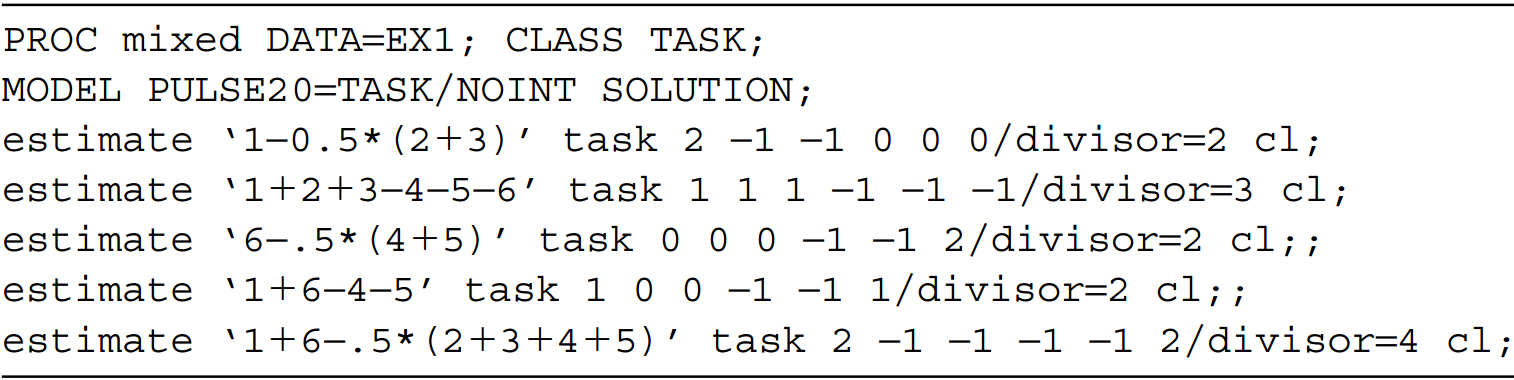 PROC mixed DATA=EX1; CLASS TASK;
MODEL PULSE20=TASK/NOINT SOLUTION;
estimate ‘1−0.5*(2+3)’ task 2 −1 −1 0 0 0/divisor=2 cl;
estimate ‘1+2+3−4−5−6’ task 1 1 1 −1 −1 −1/divisor=3 cl;
estimate ‘6−.5*(4+5)’ task 0 0 0 −1 −1 2/divisor=2 cl;;
estimate ‘1+6−4−5’ task 1 0 0 −1 −1 1/divisor=2 cl;;
estimate ‘1+6−.5*(2+3+4+5)’ task 2 −1 −1 −1 −1 2/divisor=4 cl;